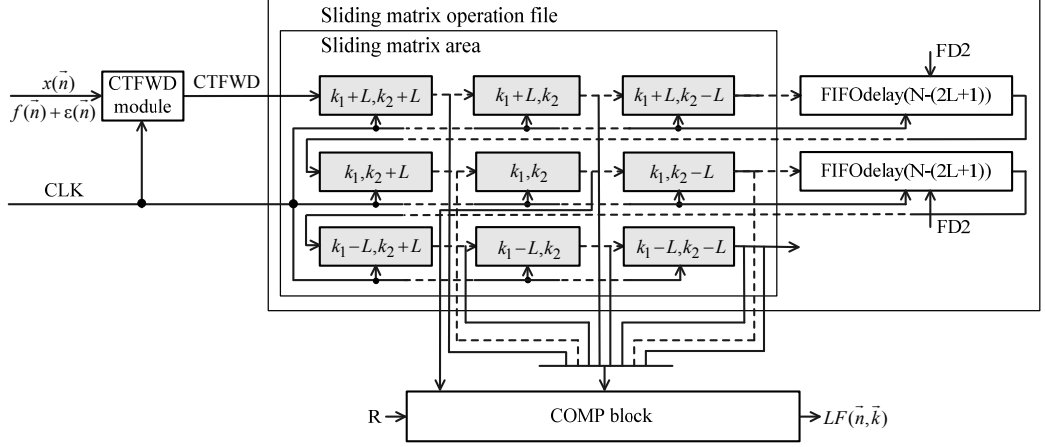 Sliding matrix operation file
Sliding matrix area
FD2
x(n⃗)
f(n⃗) + ε(n⃗)
CTFWD
module
CTFWD
k₁+L,k₂+L
k₁+L,k₂
k₁+L,k₂−L
FIFOdelay(N-(2L+1))
k₁,k₂+L
k₁,k₂
k₁,k₂−L
FIFOdelay(N-(2L+1))
CLK
FD2
k₁−L,k₂+L
k₁−L,k₂
k₁−L,k₂−L
R
COMP block
LF(n⃗,k⃗)